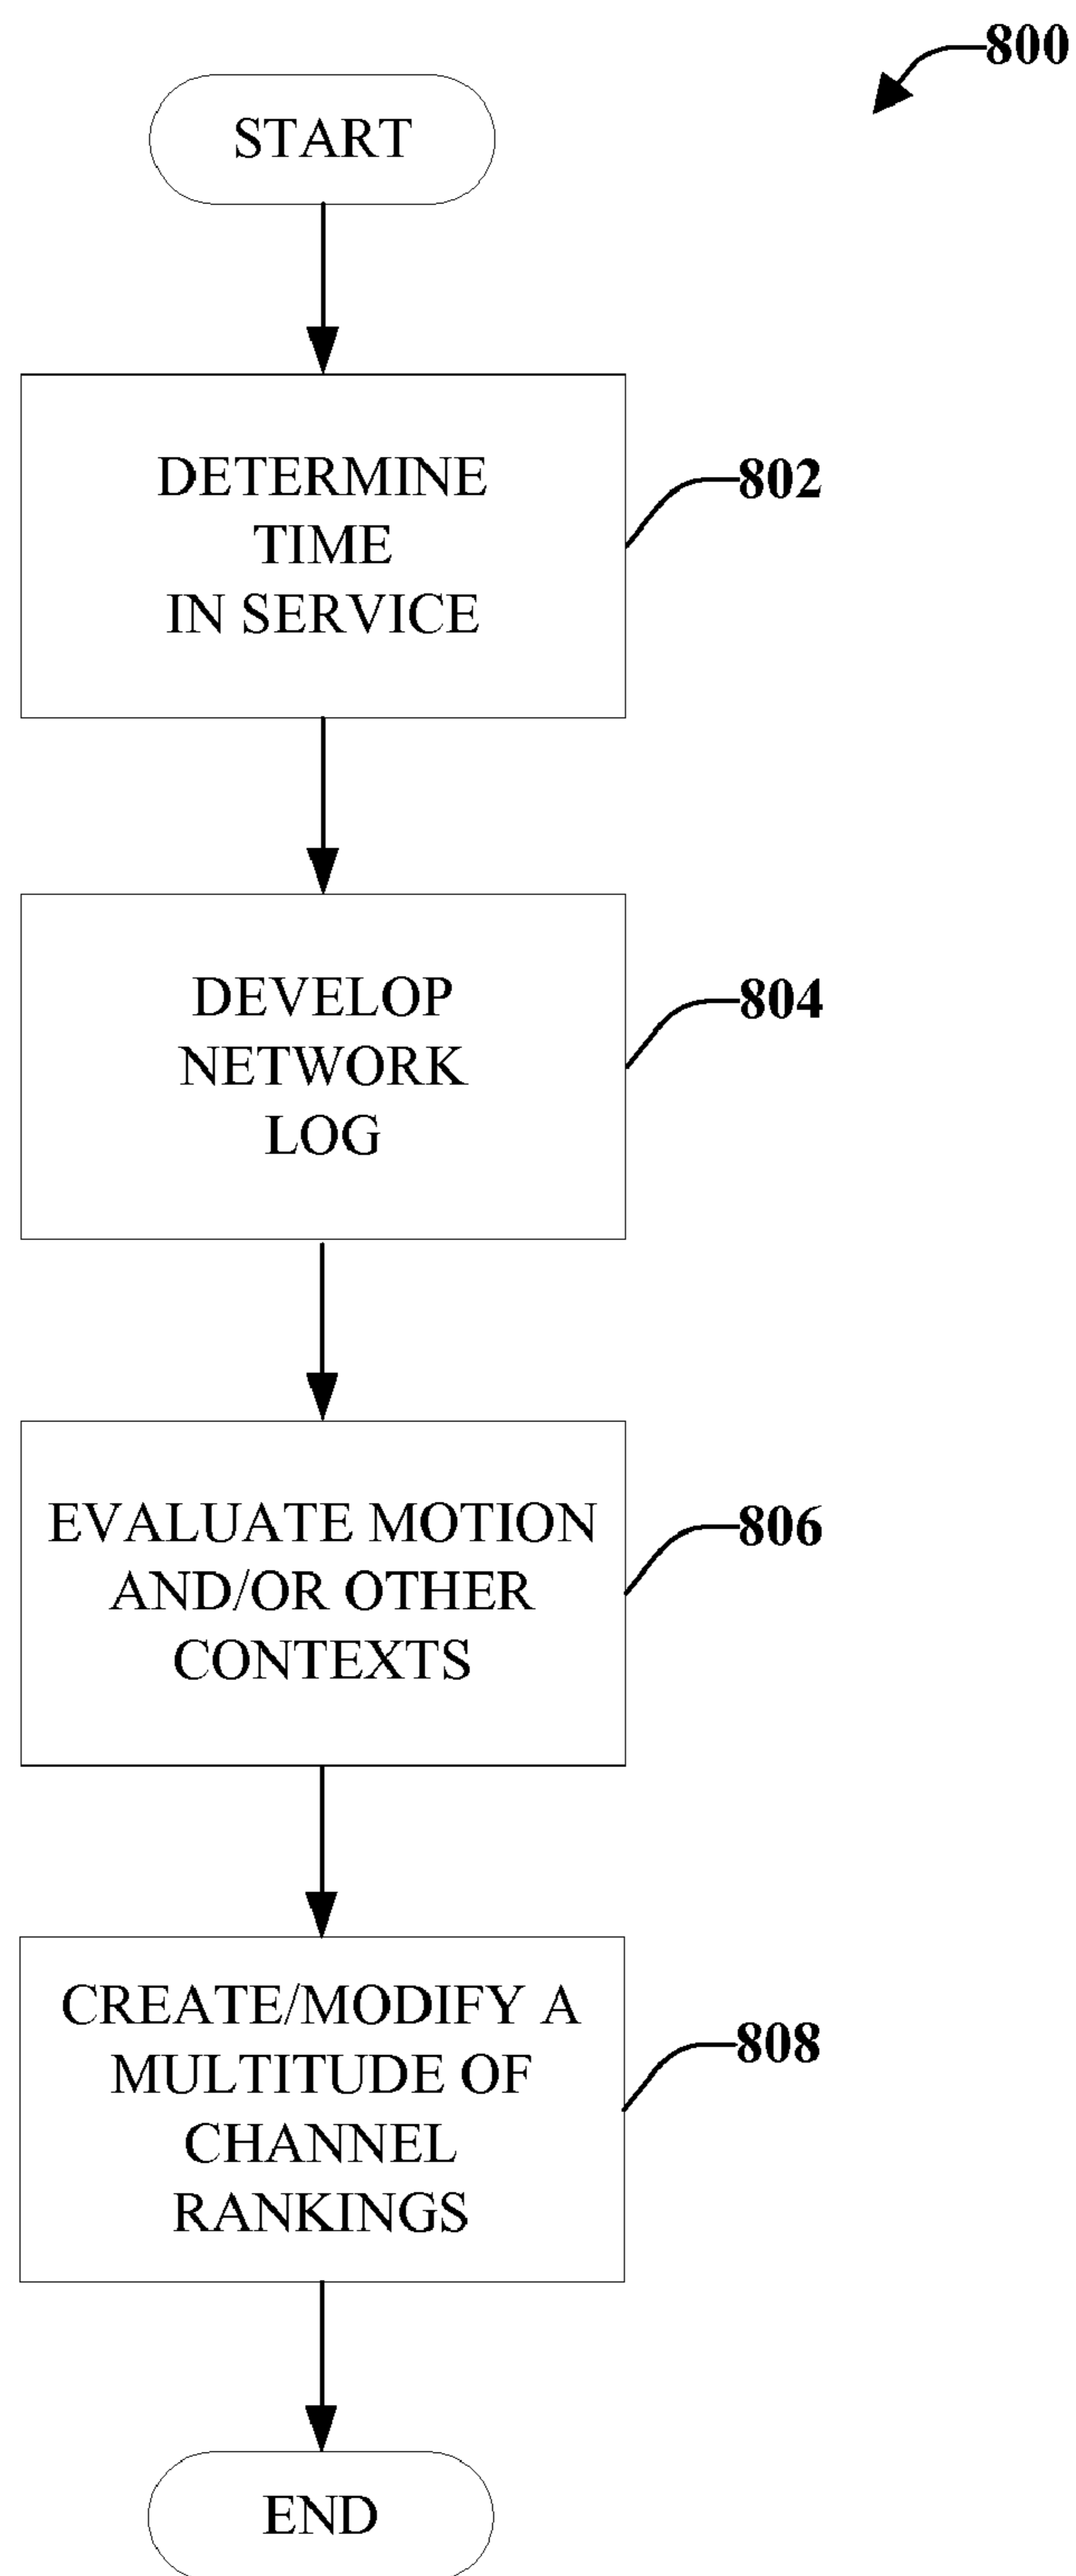 800
START
DETERMINE
TIME
IN SERVICE
802
DEVELOP
NETWORK
LOG
804
EVALUATE MOTION
AND/OR OTHER
CONTEXTS
806
CREATE/MODIFY A
MULTITUDE OF
CHANNEL
RANKINGS
808
END